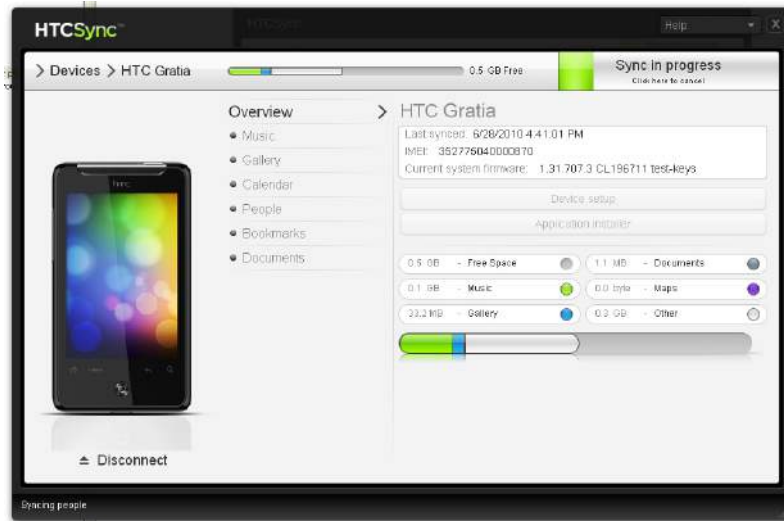 HTCSync™
Help
Devices > HTC Gratia
0.5 GB Free
Sync in progress
Click here to cancel
Overview
Music
Gallery
Calendar
People
Bookmarks
Documents
HTC Gratia
Last synced: 6/28/2010 4:41:01 PM
IMEI: 352775040000870
Current system firmware: 1.31.707.3 CL196711 test-keys
Device setup
Application installer
0.5 GB - Free Space
1.1 MB - Documents
0.1 GB - Music
0.0 byte - Maps
33.2 MB - Gallery
0.3 GB - Other
hTC
Disconnect
Syncing people